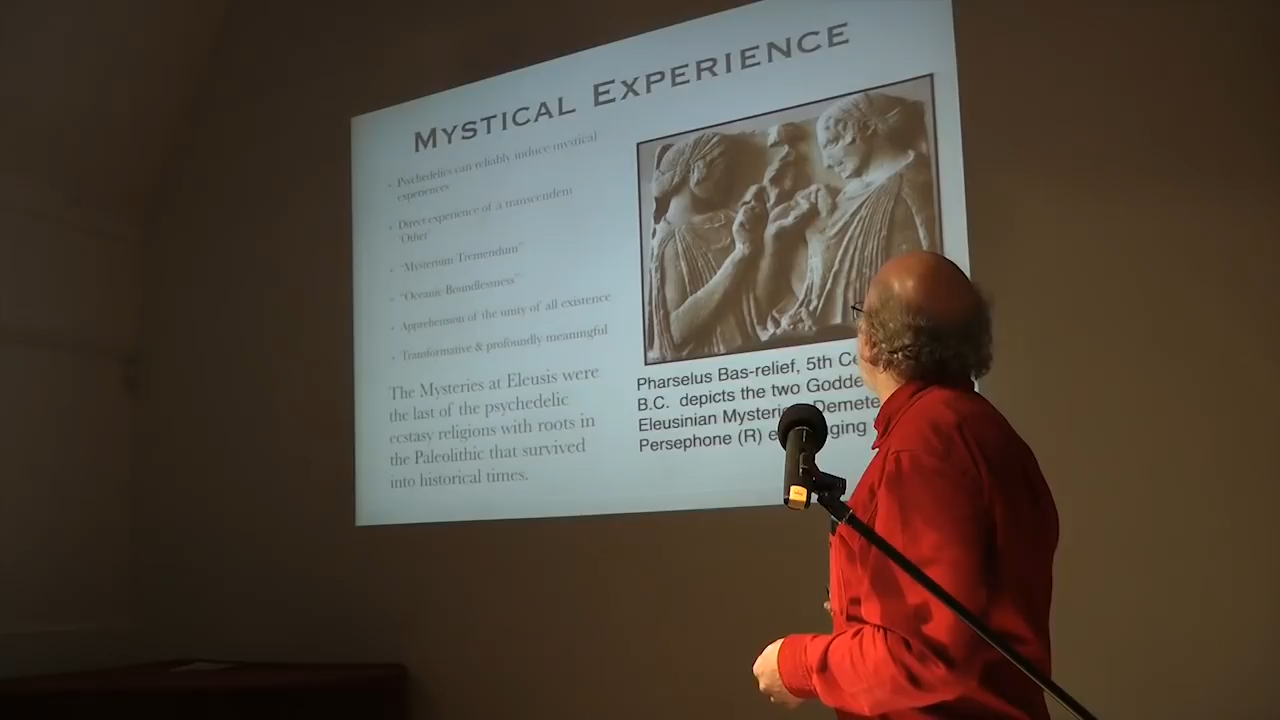 MYSTICAL EXPERIENCE
• Psychedelics can reliably induce mystical
experiences
• Direct experience of a transcendent
'Other'
• "Mysterium Tremendum"
• "Oceanic Boundlessness"
• Apprehension of the unity of all existence
• Transformative & profoundly meaningful
The Mysteries at Eleusis were
the last of the psychedelic
ecstasy religions with roots in
the Paleolithic that survived
into historical times.
Pharselus Bas-relief, 5th
B.C. depicts the two
Eleusinian
Persephone (R)